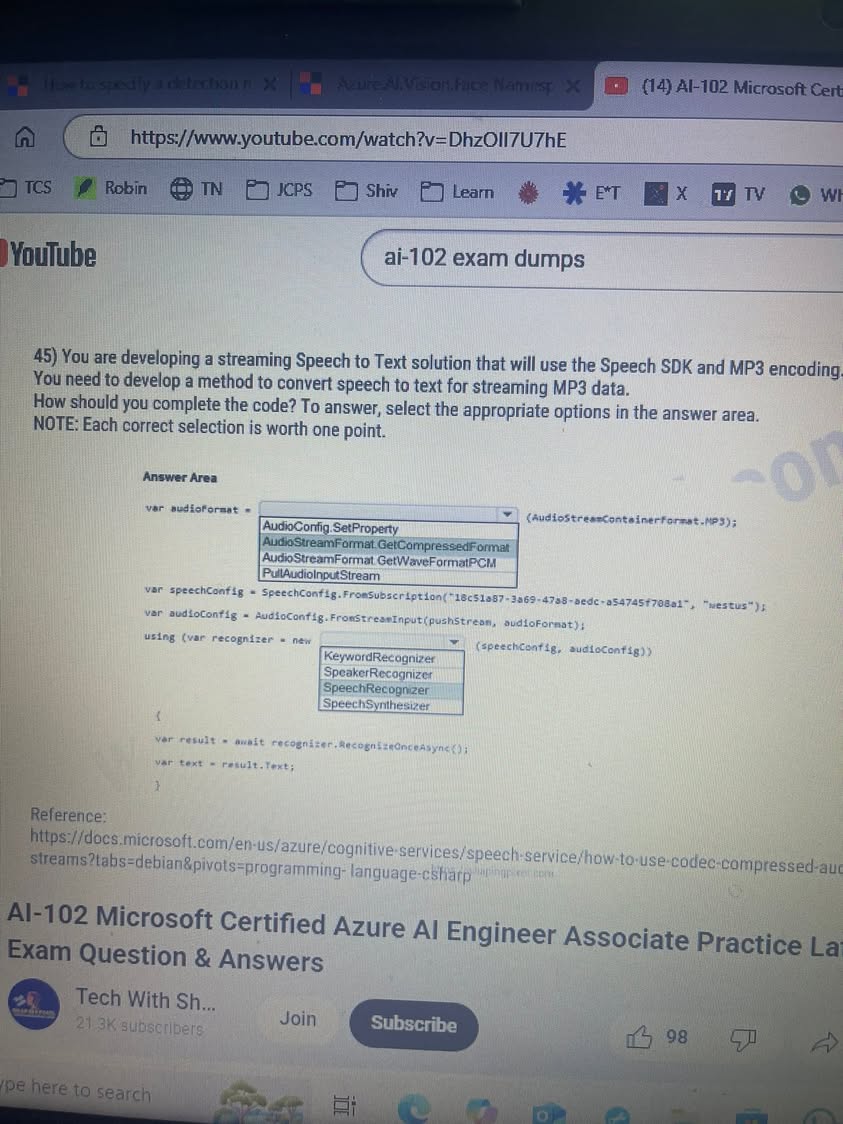 How to specify a detection m
Azure.AI.Vision.Face Namesp
(14) AI-102 Microsoft Cert
https://www.youtube.com/watch?v=DhzOII7U7hE
TCS Robin TN JCPS Shiv Learn E*T X TV Wh
YouTube
ai-102 exam dumps
45) You are developing a streaming Speech to Text solution that will use the Speech SDK and MP3 encoding.
You need to develop a method to convert speech to text for streaming MP3 data.
How should you complete the code? To answer, select the appropriate options in the answer area.
NOTE: Each correct selection is worth one point.
Answer Area
var audioFormat = (AudioStreamContainerFormat.MP3);
AudioConfig.SetProperty
AudioStreamFormat.GetCompressedFormat
AudioStreamFormat.GetWaveFormatPCM
PullAudioInputStream
var speechConfig = SpeechConfig.FromSubscription("18c51a87-3a69-47a8-aedc-a54745f708a1", "westus");
var audioConfig = AudioConfig.FromStreamInput(pushStream, audioFormat);
using (var recognizer = new (speechConfig, audioConfig))
KeywordRecognizer
SpeakerRecognizer
SpeechRecognizer
SpeechSynthesizer
{
var result = await recognizer.RecognizeOnceAsync();
var text = result.Text;
}
Reference:
https://docs.microsoft.com/en-us/azure/cognitive-services/speech-service/how-to-use-codec-compressed-aud
streams?tabs=debian&pivots=programming- language-csharp
AI-102 Microsoft Certified Azure AI Engineer Associate Practice La
Exam Question & Answers
Tech With Sh...
21.3K subscribers
Join
Subscribe
98
ype here to search